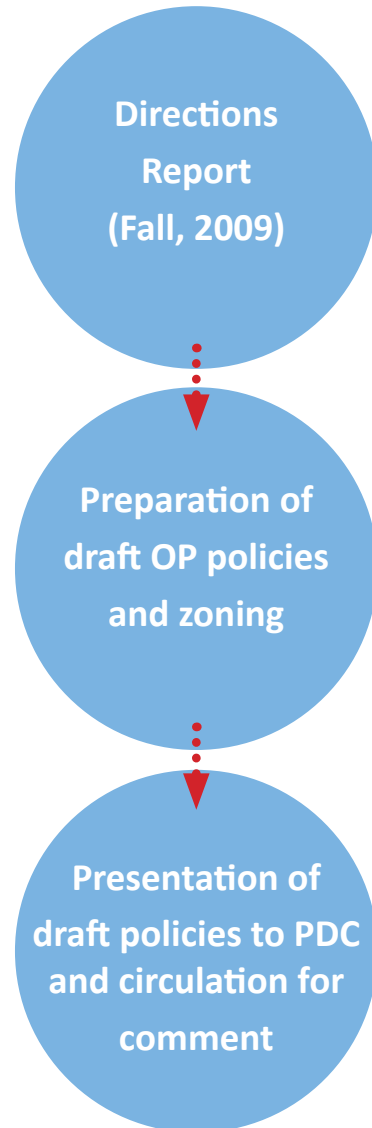 Directions
Report
(Fall, 2009)
Preparation of
draft OP policies
and zoning
Presentation of
draft policies to PDC
and circulation for
comment